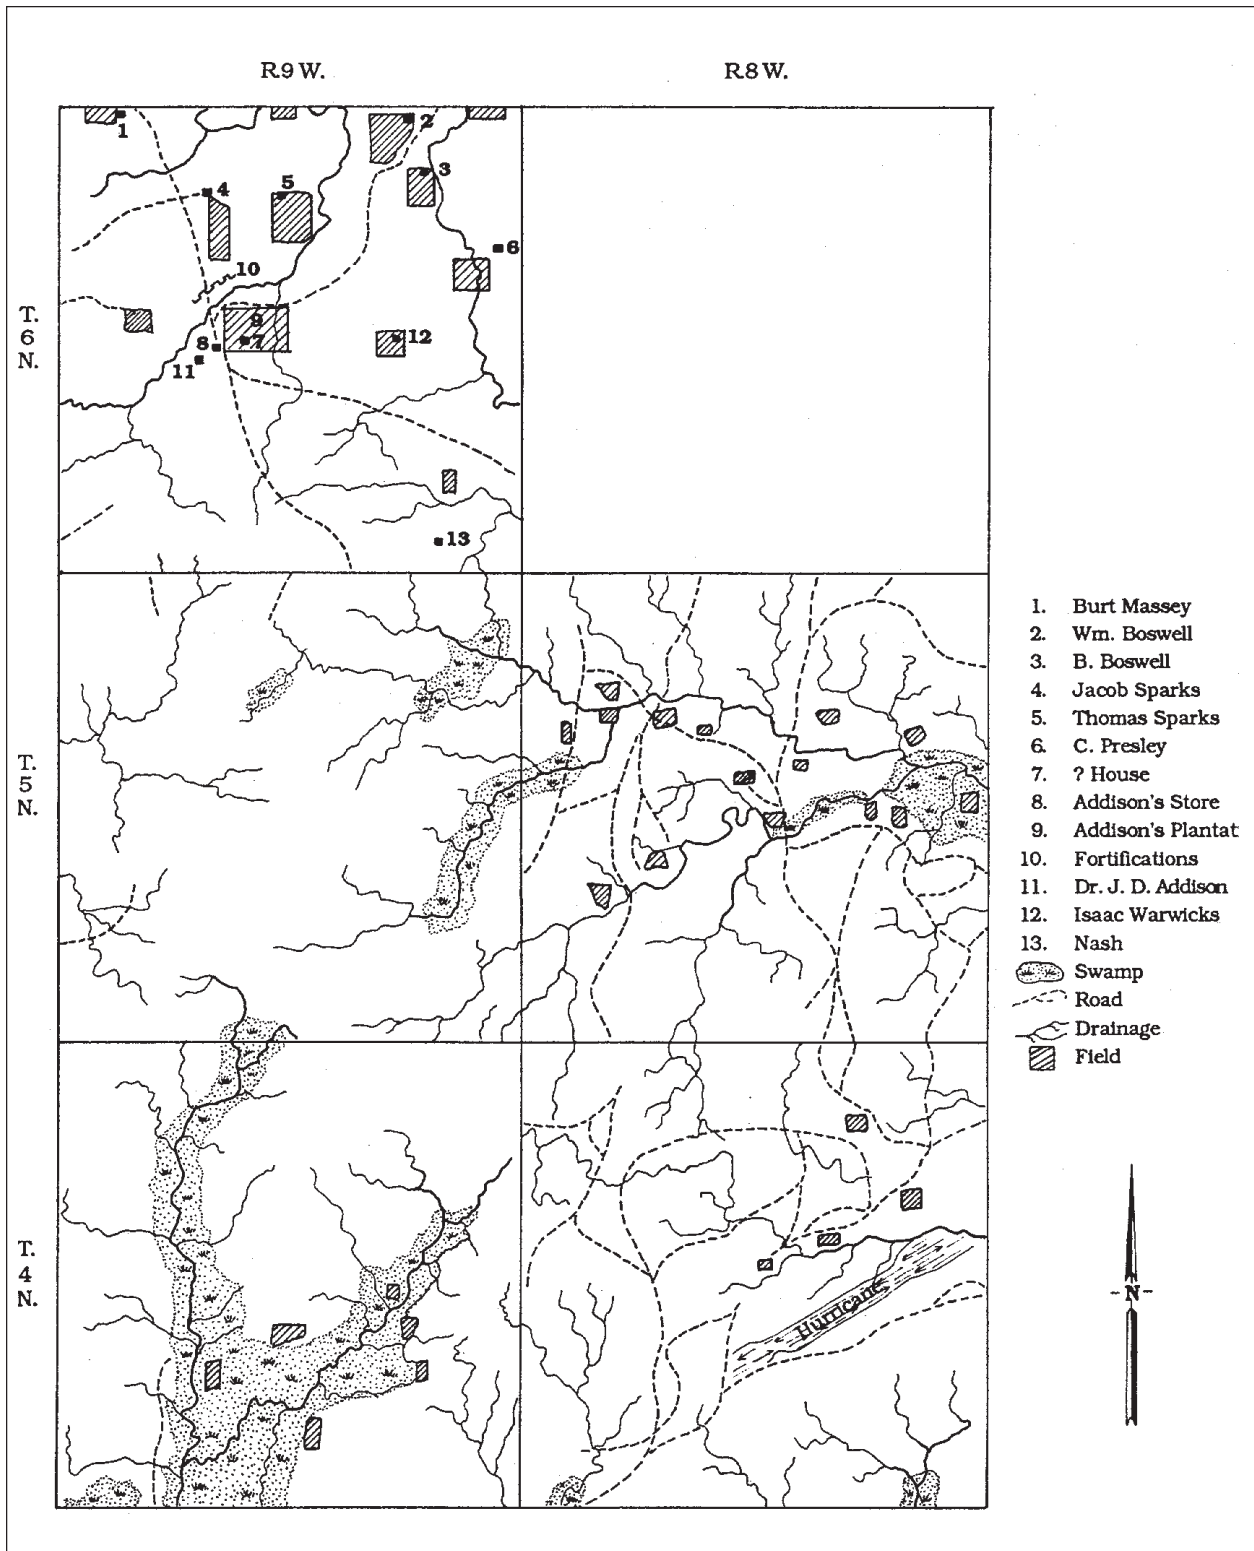 R.9W.
R.8W.
1
2
3
4
5
6
10
T.
6
N.
9
8
7
12
11
13
T.
5
N.
T.
4
N.
Hurricane
1. Burt Massey
2. Wm. Boswell
3. B. Boswell
4. Jacob Sparks
5. Thomas Sparks
6. C. Presley
7. ? House
8. Addison's Store
9. Addison's Plantat
10. Fortifications
11. Dr. J. D. Addison
12. Isaac Warwicks
13. Nash
Swamp
Road
Drainage
Field
-N-